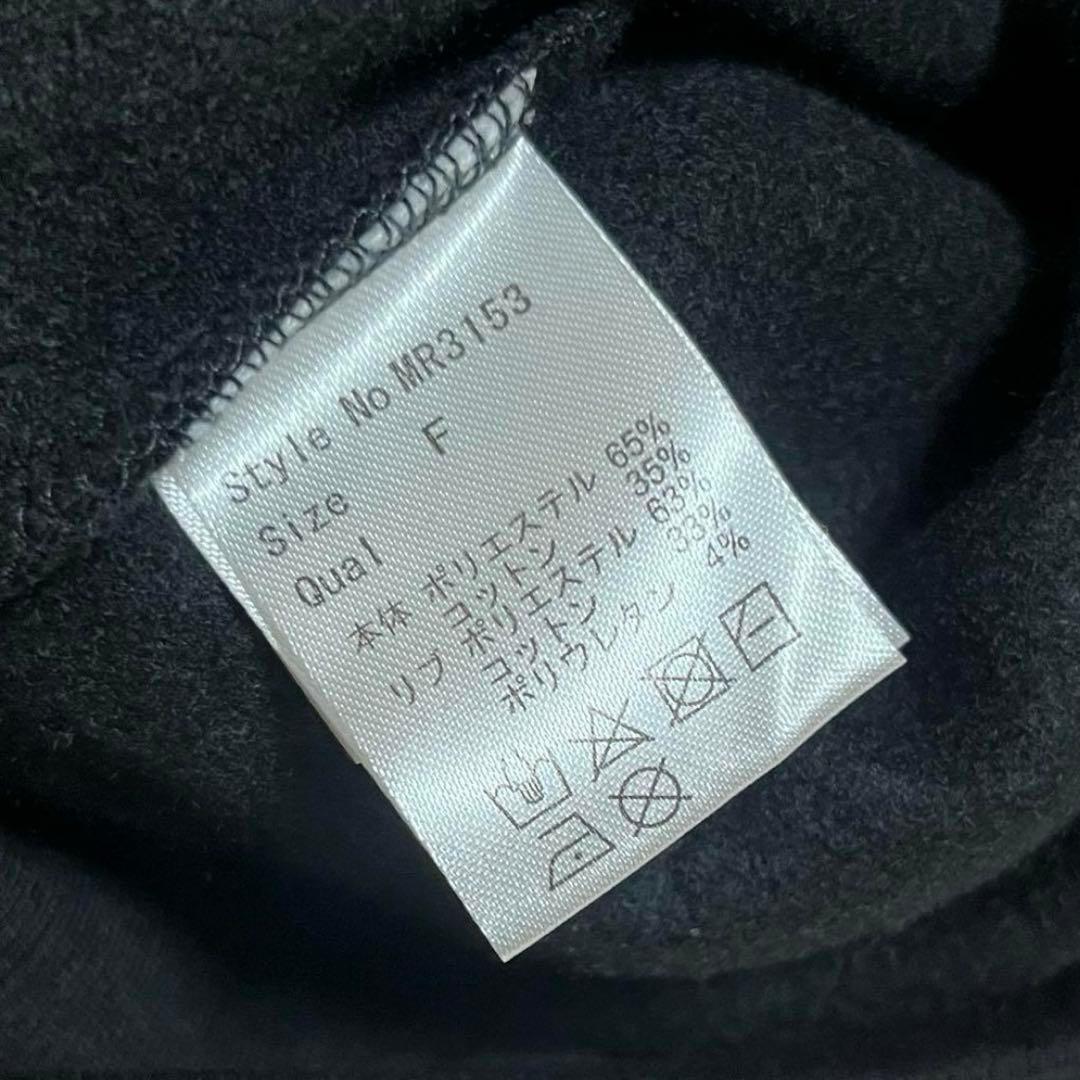 Style No MR3153
Size F
Qual
本体 ポリエステル 65%
コットン 35%
リブ ポリエステル 63%
コットン 33%
ポリウレタン 4%